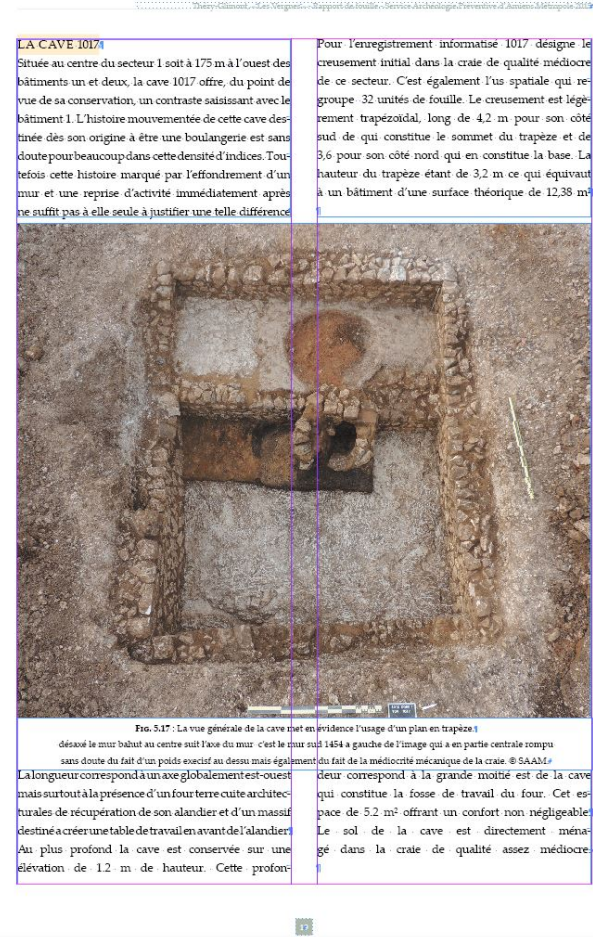 Thiery-Gilmont - Les Vergnes - Rapport de fouille - Service Archéologie Préventive d'Amiens Métropole
LA CAVE 1017
Située au centre du secteur 1 soit à 175 m à l'ouest des
bâtiments un et deux, la cave 1017 offre, du point de
vue de sa conservation, un contraste saisissant avec le
bâtiment 1. L'histoire mouvementée de cette cave des-
tinée dès son origine à être une boulangerie est sans
doute pour beaucoup dans cette densité d'indices. Tou-
tefois cette histoire marqué par l'effondrement d'un
mur et une reprise d'activité immédiatement après
ne suffit pas à elle seule à justifier une telle différence
Pour l'enregistrement informatisé 1017 désigne le
creusement initial dans la craie de qualité médiocre
de ce secteur. C'est également l'us spatiale qui re-
groupe 32 unités de fouille. Le creusement est légè-
rement trapézoïdal, long de 4,2 m pour son côté
sud de qui constitue le sommet du trapèze et de
3,6 pour son côté nord qui en constitue la base. La
hauteur du trapèze étant de 3,2 m ce qui équivaut
à un bâtiment d'une surface théorique de 12,38 m²
FIG. 5.17 : La vue générale de la cave met en évidence l'usage d'un plan en trapèze.
désaxé le mur bahut au centre suit l'axe du mur c'est le mur sud 1454 a gauche de l'image qui a en partie centrale rompu
sans doute du fait d'un poids execisf au dessu mais également du fait de la médiocrité mécanique de la craie. © SAAM
La longueur correspond à un axe globalement est-ouest
mais surtout à la présence d'un four terre cuite architec-
turales de récupération de son alandier et d'un massif
destiné a créer une table de travail en avant de l'alandier
Au plus profond la cave est conservée sur une
élévation de 1.2 m de hauteur. Cette profon-
deur correspond à la grande moitié est de la cave
qui constitue la fosse de travail du four. Cet es-
pace de 5.2 m² offrant un confort non négligeable
Le sol de la cave est directement ména-
gé dans la craie de qualité assez médiocre.